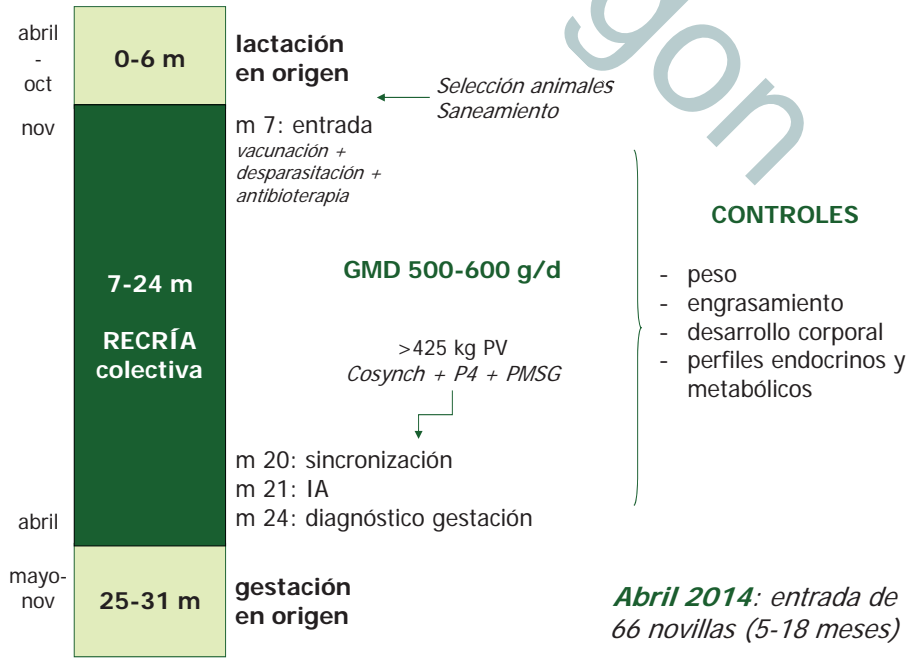 abril
-
oct
0-6 m
lactación
en origen
Selección animales
Saneamiento
nov
m 7: entrada
vacunación +
desparasitación +
antibioterapia
7-24 m
RECRÍA
colectiva
GMD 500-600 g/d
>425 kg PV
Cosynch + P4 + PMSG
m 20: sincronización
m 21: IA
m 24: diagnóstico gestación
abril
CONTROLES
- peso
- engrasamiento
- desarrollo corporal
- perfiles endocrinos y
metabólicos
mayo-
nov
25-31 m
gestación
en origen
Abril 2014: entrada de
66 novillas (5-18 meses)
gon